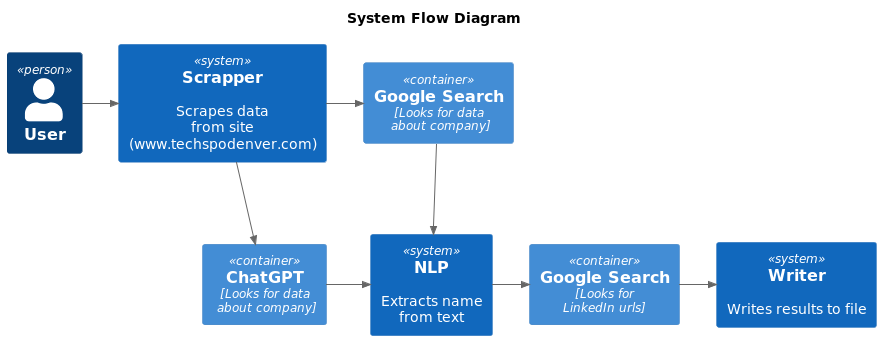 System Flow Diagram
«person»
User
«system»
Scrapper
Scrapes data
from site
(www.techspodenver.com)
«container»
Google Search
[Looks for data
about company]
«container»
ChatGPT
[Looks for data
about company]
«system»
NLP
Extracts name
from text
«container»
Google Search
[Looks for
LinkedIn urls]
«system»
Writer
Writes results to file